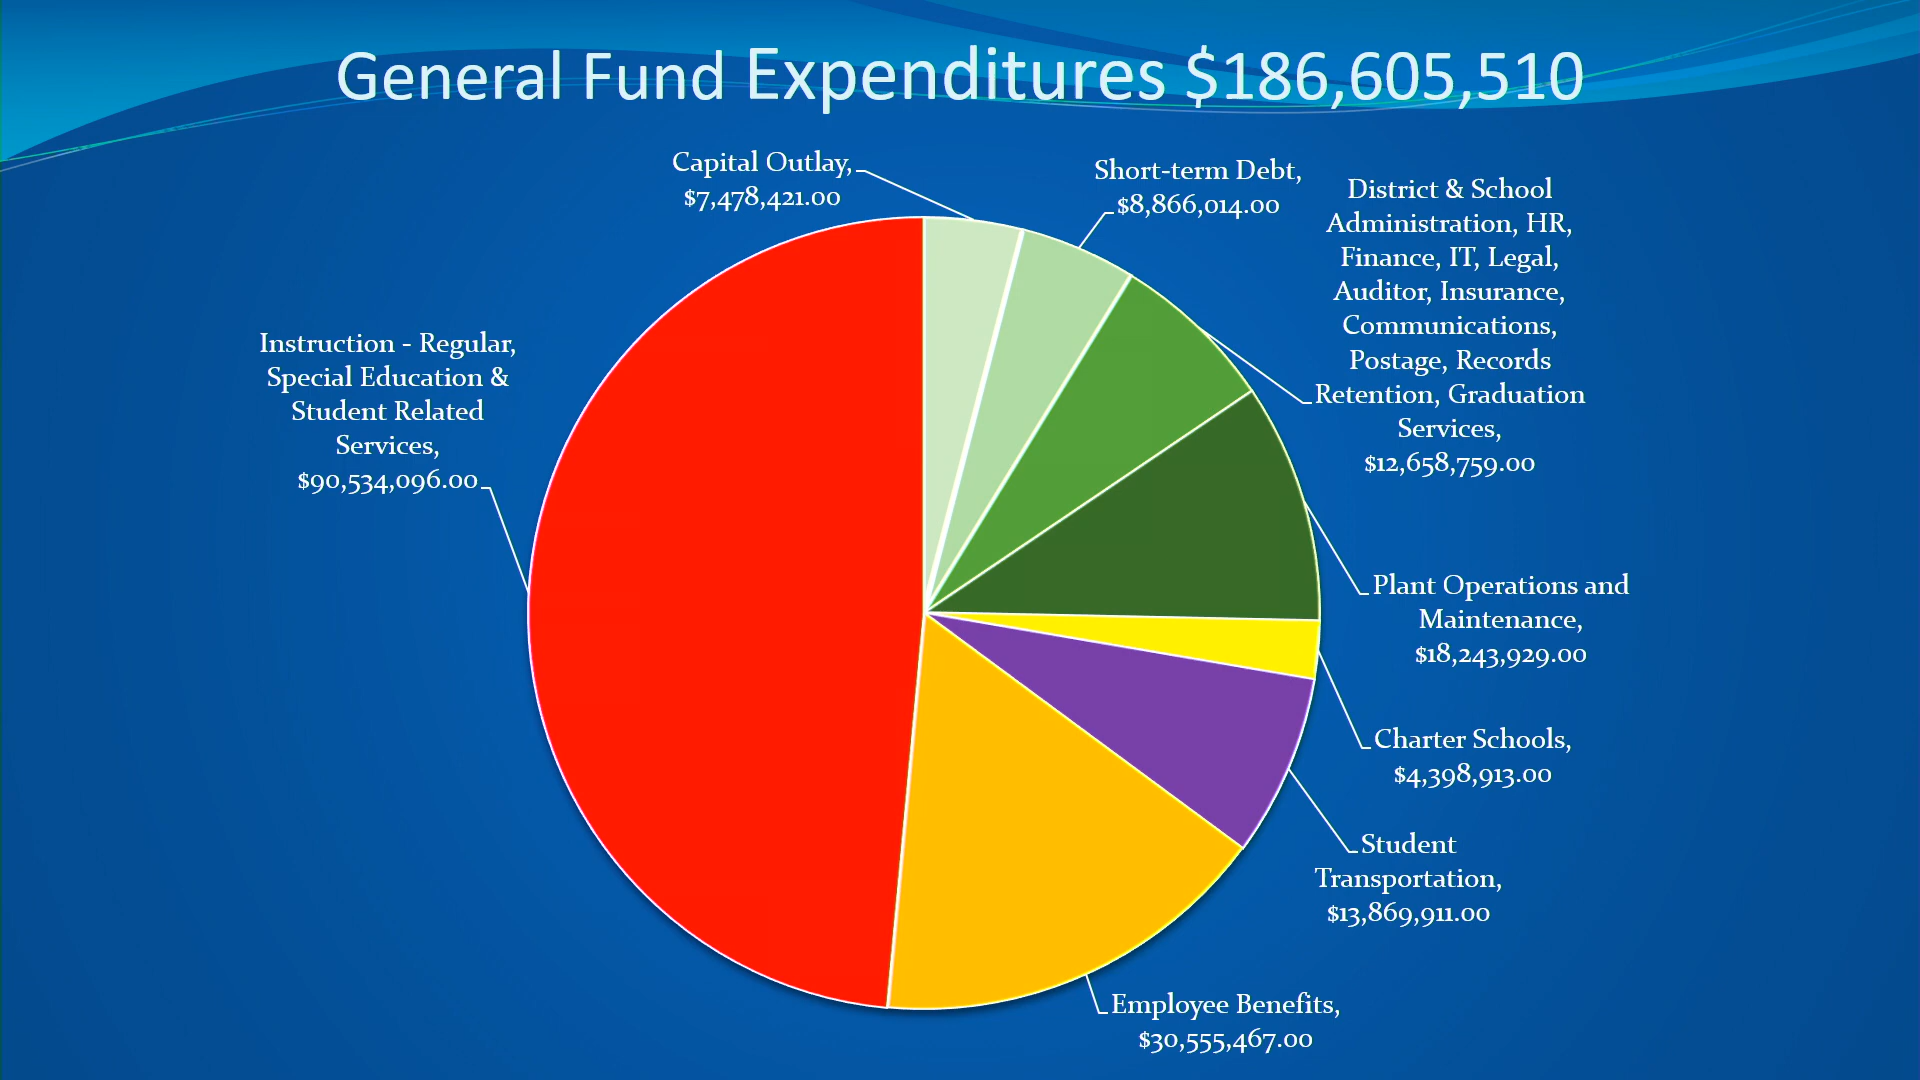 General Fund Expenditures $186,605,510
Capital Outlay,
$7,478,421.00
Short-term Debt,
$8,866,014.00
District & School
Administration, HR,
Finance, IT, Legal,
Auditor, Insurance,
Communications,
Postage, Records
Retention, Graduation
Services,
$12,658,759.00
Instruction - Regular,
Special Education &
Student Related
Services,
$90,534,096.00
Plant Operations and
Maintenance,
$18,243,929.00
Charter Schools,
$4,398,913.00
Student
Transportation,
$13,869,911.00
Employee Benefits,
$30,555,467.00